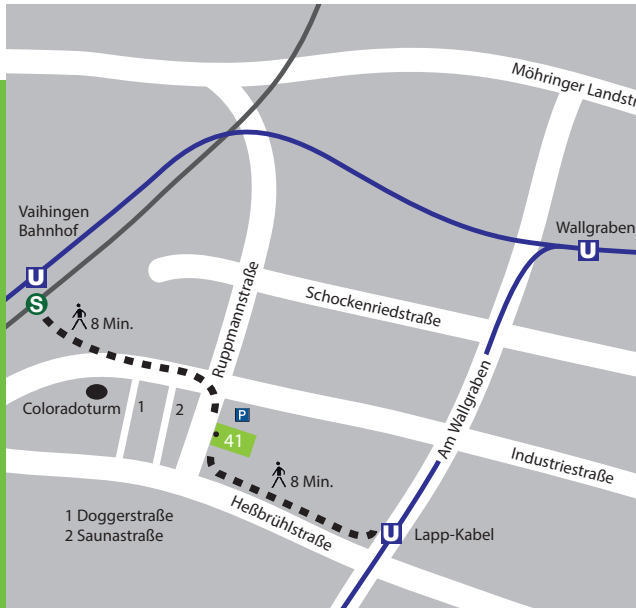 Möhringer Landstr
Vaihingen
Bahnhof
Wallgraben
U
U
S
8 Min.
Schockenriedstraße
Ruppmannstraße
Coloradoturm
1
2
P
41
Am Wallgraben
Industriestraße
8 Min.
Heßbrühlstraße
1 Doggerstraße
2 Saunastraße
U
Lapp-Kabel